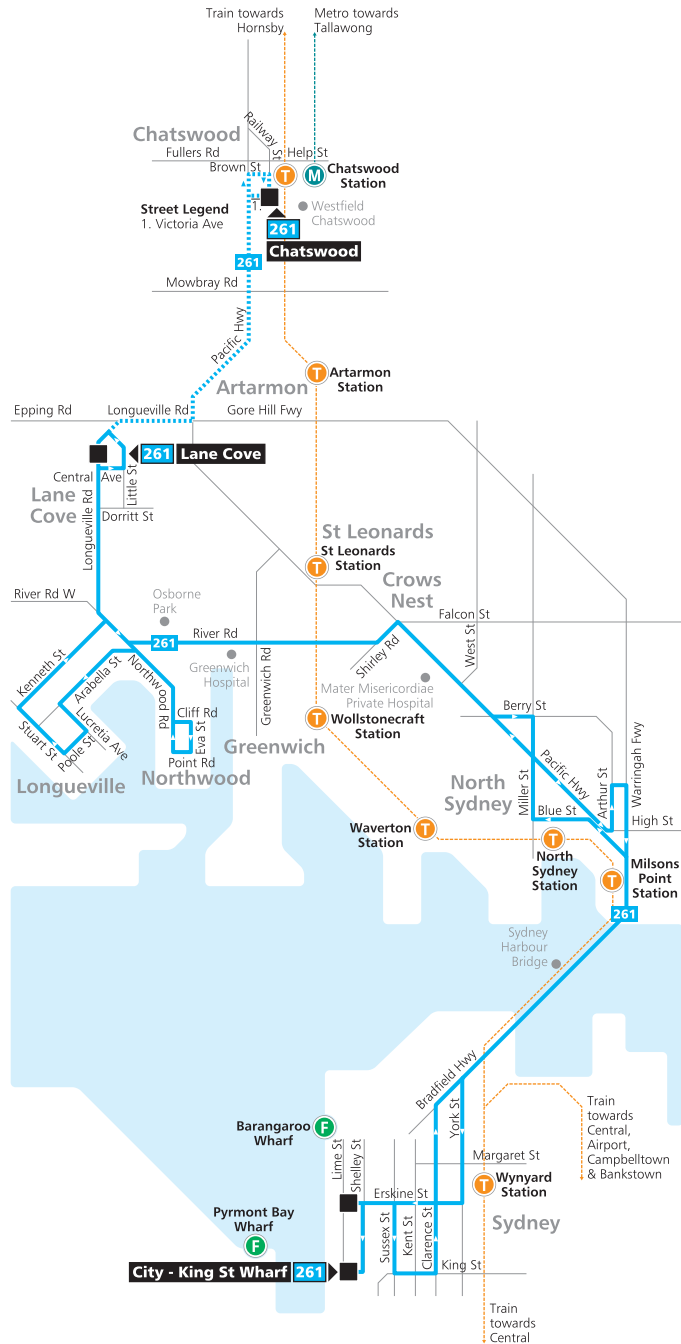 Train towards
Hornsby
Metro towards
Tallawong
Chatswood
Railway St
Fullers Rd
Help St
Brown St
T
M
Chatswood
Station
Street Legend
1. Victoria Ave
1.
Westfield
Chatswood
261
Chatswood
261
Mowbray Rd
Pacific Hwy
T
Artarmon
Station
Artarmon
Epping Rd
Longueville Rd
Gore Hill Fwy
261
Lane Cove
Central Ave
Little St
Lane
Cove
Longueville Rd
Dorritt St
St Leonards
T
St Leonards
Station
Crows
Nest
River Rd W
Osborne
Park
Falcon St
261
River Rd
Shirley Rd
West St
Kenneth St
Arabella St
Northwood Rd
Greenwich
Hospital
Greenwich Rd
Mater Misericordiae
Private Hospital
Stuart St
Poole St
Lucretia Ave
Cliff Rd
Eva St
Point Rd
T
Wollstonecraft
Station
Berry St
Longueville
Northwood
Greenwich
North
Sydney
Miller St
Pacific Hwy
Arthur St
Warringah Fwy
Blue St
High St
Waverton
Station
T
T
North
Sydney
Station
T
Milsons
Point
Station
261
Sydney
Harbour
Bridge
Bradfield Hwy
York St
Train
towards
Central,
Airport,
Campbelltown
& Bankstown
Barangaroo
Wharf
F
Lime St
Shelley St
Margaret St
T
Wynyard
Station
Erskine St
Pyrmont Bay
Wharf
F
Sussex St
Kent St
Clarence St
Sydney
City - King St Wharf
261
King St
Train
towards
Central